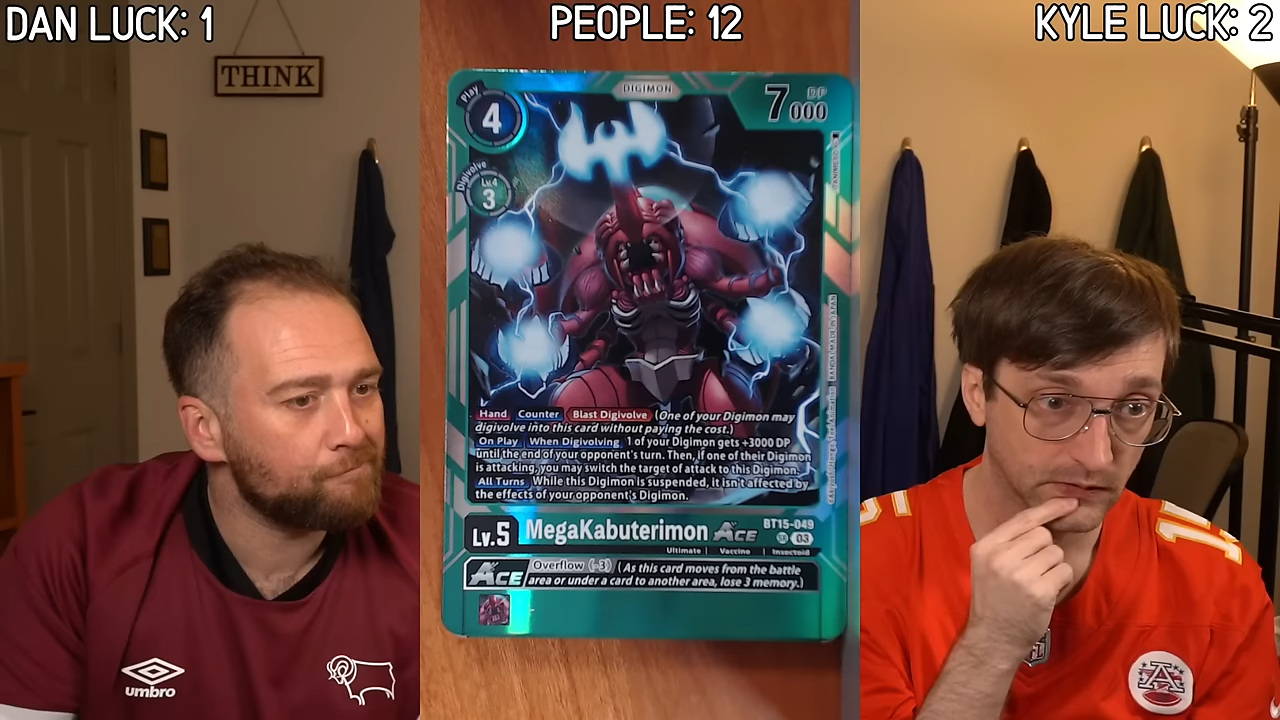 DAN LUCK: 1
PEOPLE: 12
KYLE LUCK: 2
THINK
DIGIMON
Play
4
DP
7000
Digivolve
Lv.4
3
Hand Counter Blast Digivolve (One of your Digimon may
digivolve into this card without paying the cost.)
On Play When Digivolving 1 of your Digimon gets +3000 DP
until the end of your opponent's turn. Then, if one of their Digimon
is attacking, you may switch the target of attack to this Digimon.
All Turns While this Digimon is suspended, it isn't affected by
the effects of your opponent's Digimon.
Lv.5
MegaKabuterimon ACE
BT15-049
SR 03
Ultimate | Vaccine | Insectoid
ACE
Overflow (-3) (As this card moves from the battle
area or under a card to another area, lose 3 memory.)
umbro
A